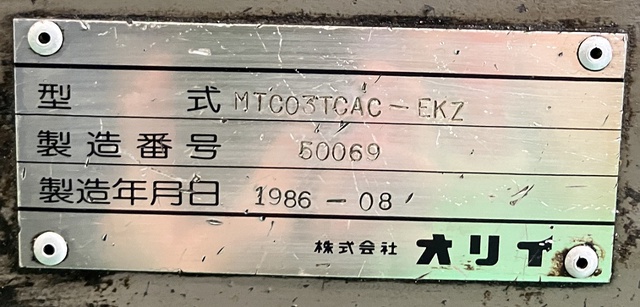 型式 MTC03TCAC-EKZ
製造番号 50069
製造年月日 1986-08
株式会社 オリイ